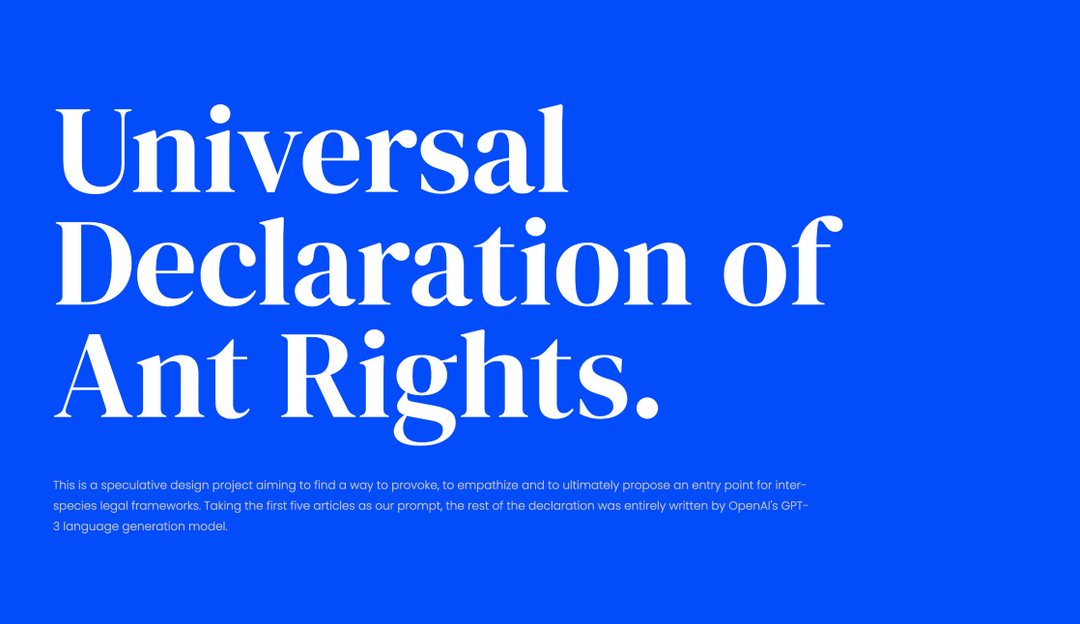 Universal
Declaration of
Ant Rights.
This is a speculative design project aiming to find a way to provoke, to empathize and to ultimately propose an entry point for inter-
species legal frameworks. Taking the first five articles as our prompt, the rest of the declaration was entirely written by OpenAI's GPT-
3 language generation model.